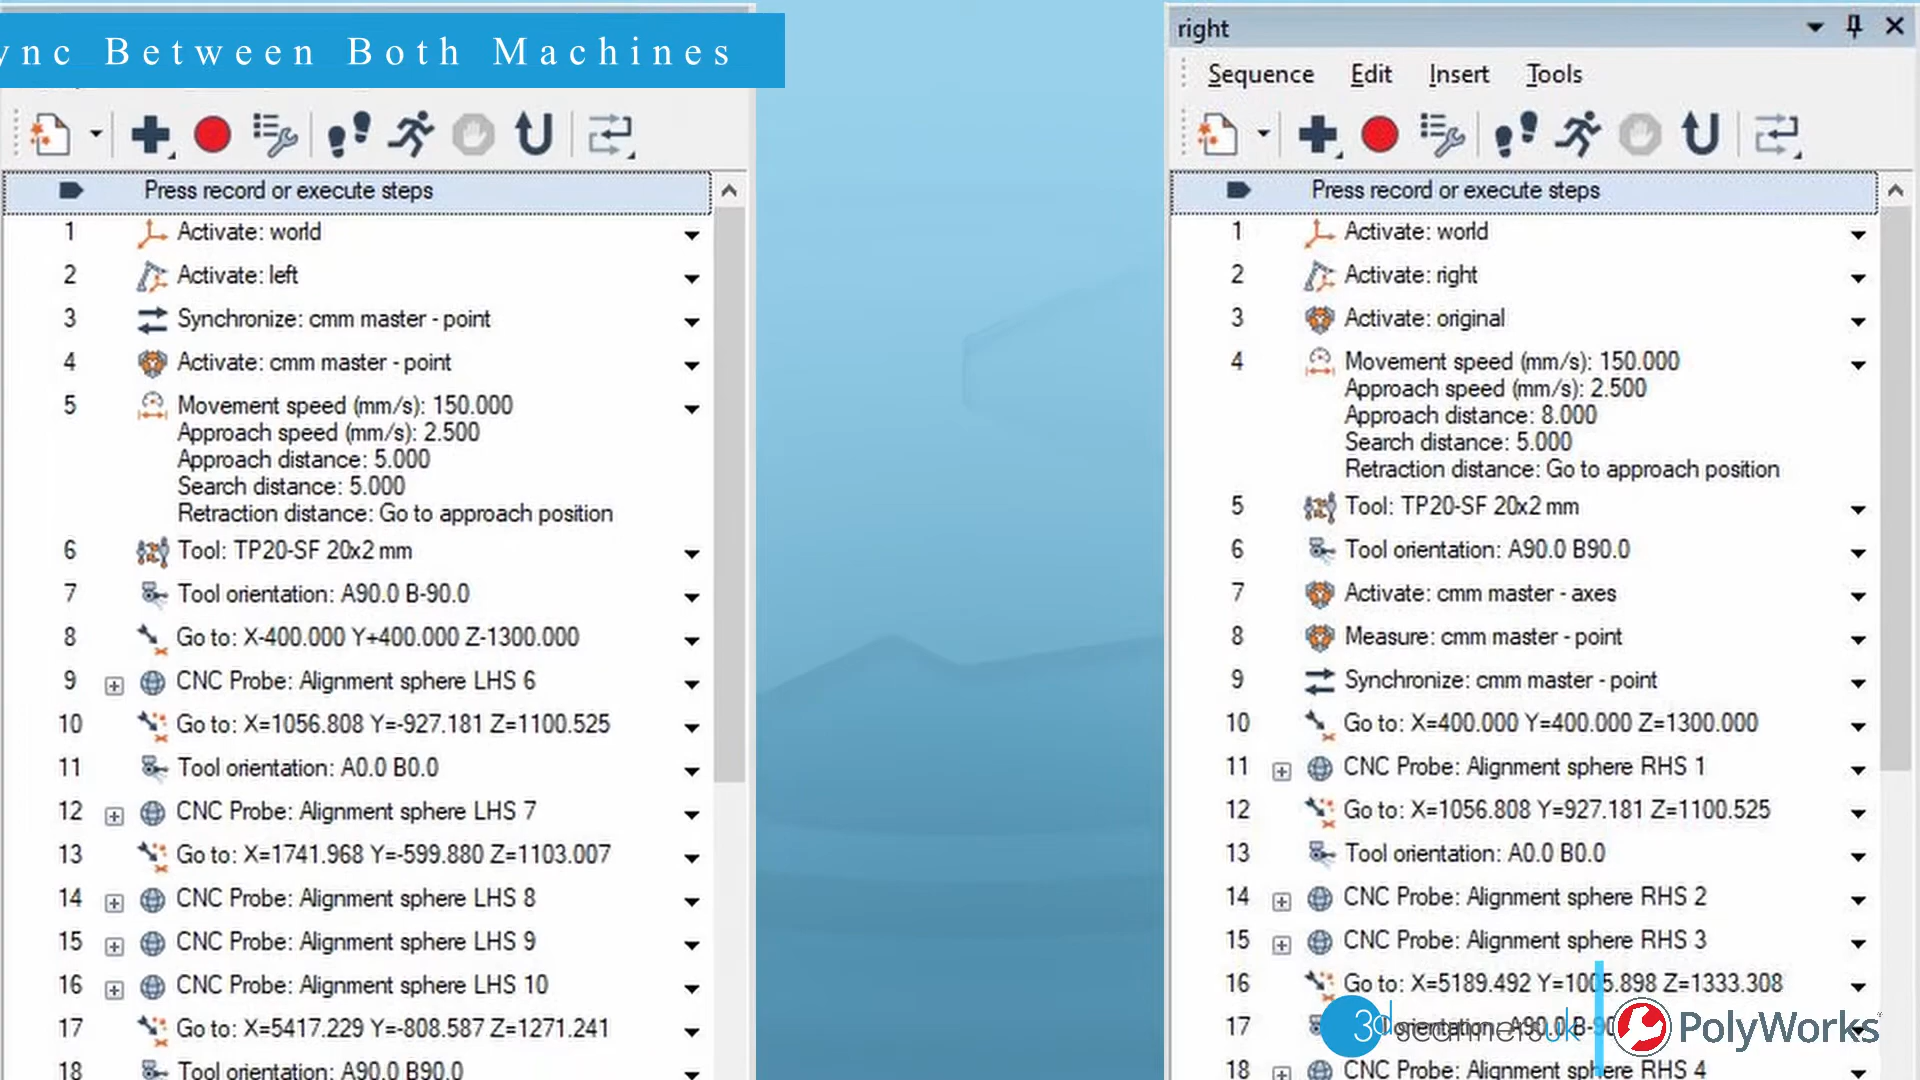 ync Between Both Machines
Press record or execute steps
1 Activate: world
2 Activate: left
3 Synchronize: cmm master - point
4 Activate: cmm master - point
5 Movement speed (mm/s): 150.000
Approach speed (mm/s): 2.500
Approach distance: 5.000
Search distance: 5.000
Retraction distance: Go to approach position
6 Tool: TP20-SF 20x2 mm
7 Tool orientation: A90.0 B-90.0
8 Go to: X-400.000 Y+400.000 Z-1300.000
9 CNC Probe: Alignment sphere LHS 6
10 Go to: X=1056.808 Y=-927.181 Z=1100.525
11 Tool orientation: A0.0 B0.0
12 CNC Probe: Alignment sphere LHS 7
13 Go to: X=1741.968 Y=-599.880 Z=1103.007
14 CNC Probe: Alignment sphere LHS 8
15 CNC Probe: Alignment sphere LHS 9
16 CNC Probe: Alignment sphere LHS 10
17 Go to: X=5417.229 Y=-808.587 Z=1271.241
18 Tool orientation: A90.0 B90.0
right
Sequence Edit Insert Tools
Press record or execute steps
1 Activate: world
2 Activate: right
3 Activate: original
4 Movement speed (mm/s): 150.000
Approach speed (mm/s): 2.500
Approach distance: 8.000
Search distance: 5.000
Retraction distance: Go to approach position
5 Tool: TP20-SF 20x2 mm
6 Tool orientation: A90.0 B90.0
7 Activate: cmm master - axes
8 Measure: cmm master - point
9 Synchronize: cmm master - point
10 Go to: X=400.000 Y=400.000 Z=1300.000
11 CNC Probe: Alignment sphere RHS 1
12 Go to: X=1056.808 Y=927.181 Z=1100.525
13 Tool orientation: A0.0 B0.0
14 CNC Probe: Alignment sphere RHS 2
15 CNC Probe: Alignment sphere RHS 3
16 Go to: X=5189.492 Y=1005.898 Z=1333.308
17 orientation: A90.0 B-90
18 CNC Probe: Alignment sphere RHS 4
3d scanners uk
PolyWorks